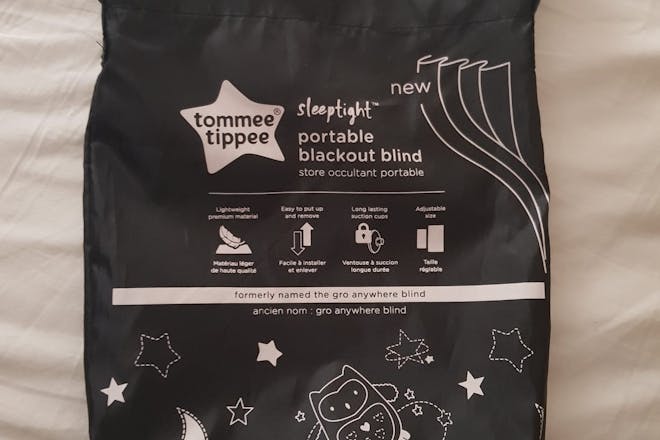 new
tommee®
tippee
sleeptight™
portable
blackout blind
store occultant portable
Lightweight
premium material
Easy to put up
and remove
Long lasting
suction cups
Adjustable
size
Matériau léger
de haute qualité
Facile à installer
et enlever
Ventouse à succion
longue durée
Taille
réglable
formerly named the gro anywhere blind
ancien nom : gro anywhere blind